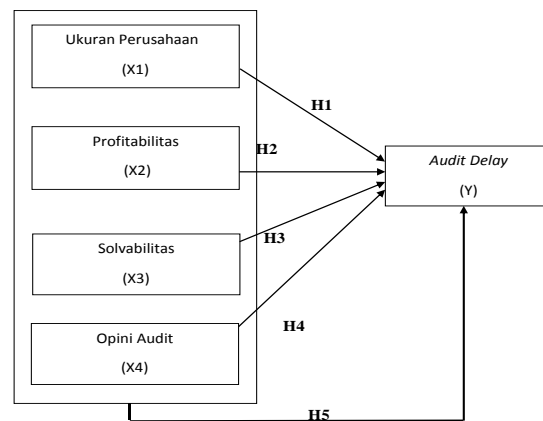 Ukuran Perusahaan
(X1)
H1
Profitabilitas
(X2)
H2
Audit Delay
(Y)
Solvabilitas
(X3)
H3
Opini Audit
(X4)
H4
H5